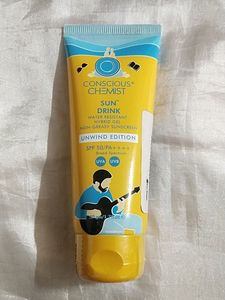 CONSCIOUS
CHEMIST
SUN™
DRINK
WATER RESISTANT
HYBRID GEL
NON-GREASY SUNSCREEN
UNWIND EDITION
SPF 50/PA++++
Broad Spectrum
UVA UVB